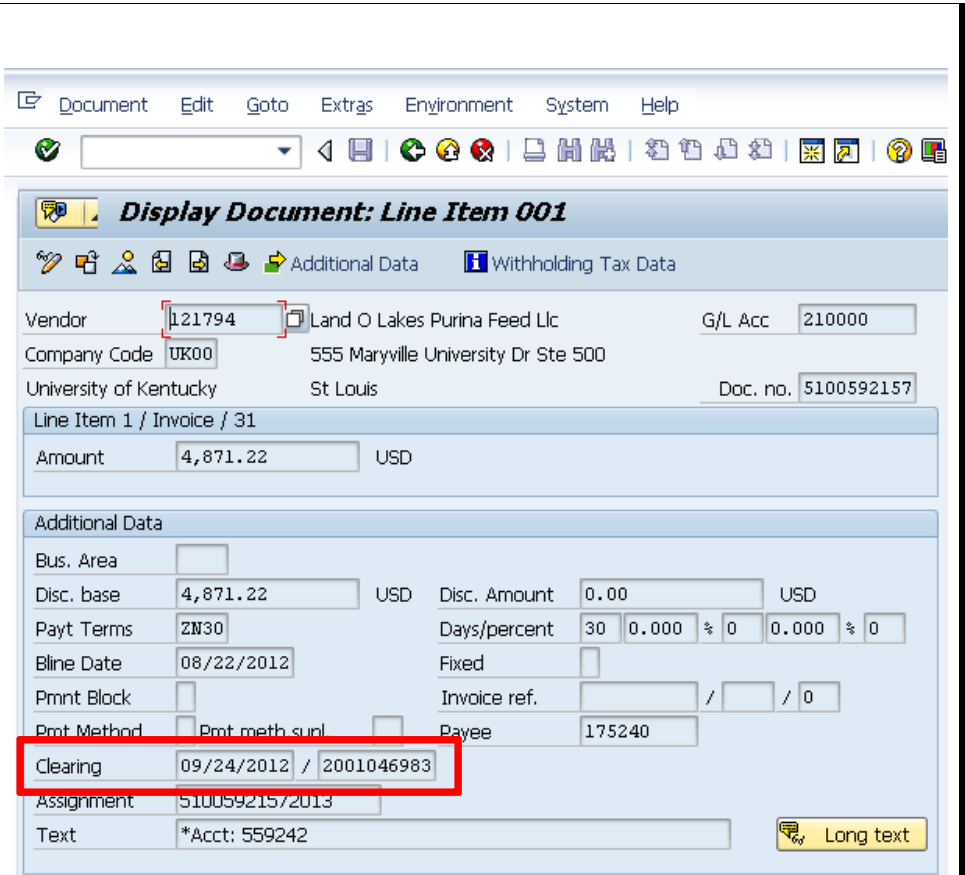 Document Edit Goto Extras Environment System Help
Display Document: Line Item 001
Additional Data Withholding Tax Data
Vendor 121794 Land O Lakes Purina Feed Llc G/L Acc 210000
Company Code UK00 555 Maryville University Dr Ste 500
University of Kentucky St Louis Doc. no. 5100592157
Line Item 1 / Invoice / 31
Amount 4,871.22 USD
Additional Data
Bus. Area
Disc. base 4,871.22 USD Disc. Amount 0.00 USD
Payt Terms ZN30 Days/percent 30 0.000 % 0 0.000 % 0
Bline Date 08/22/2012 Fixed
Pmnt Block Invoice ref. / / 0
Pmt Method Pmt meth.supl. Payee 175240
Clearing 09/24/2012 / 2001046983
Assignment 51005921572013
Text *Acct: 559242 Long text